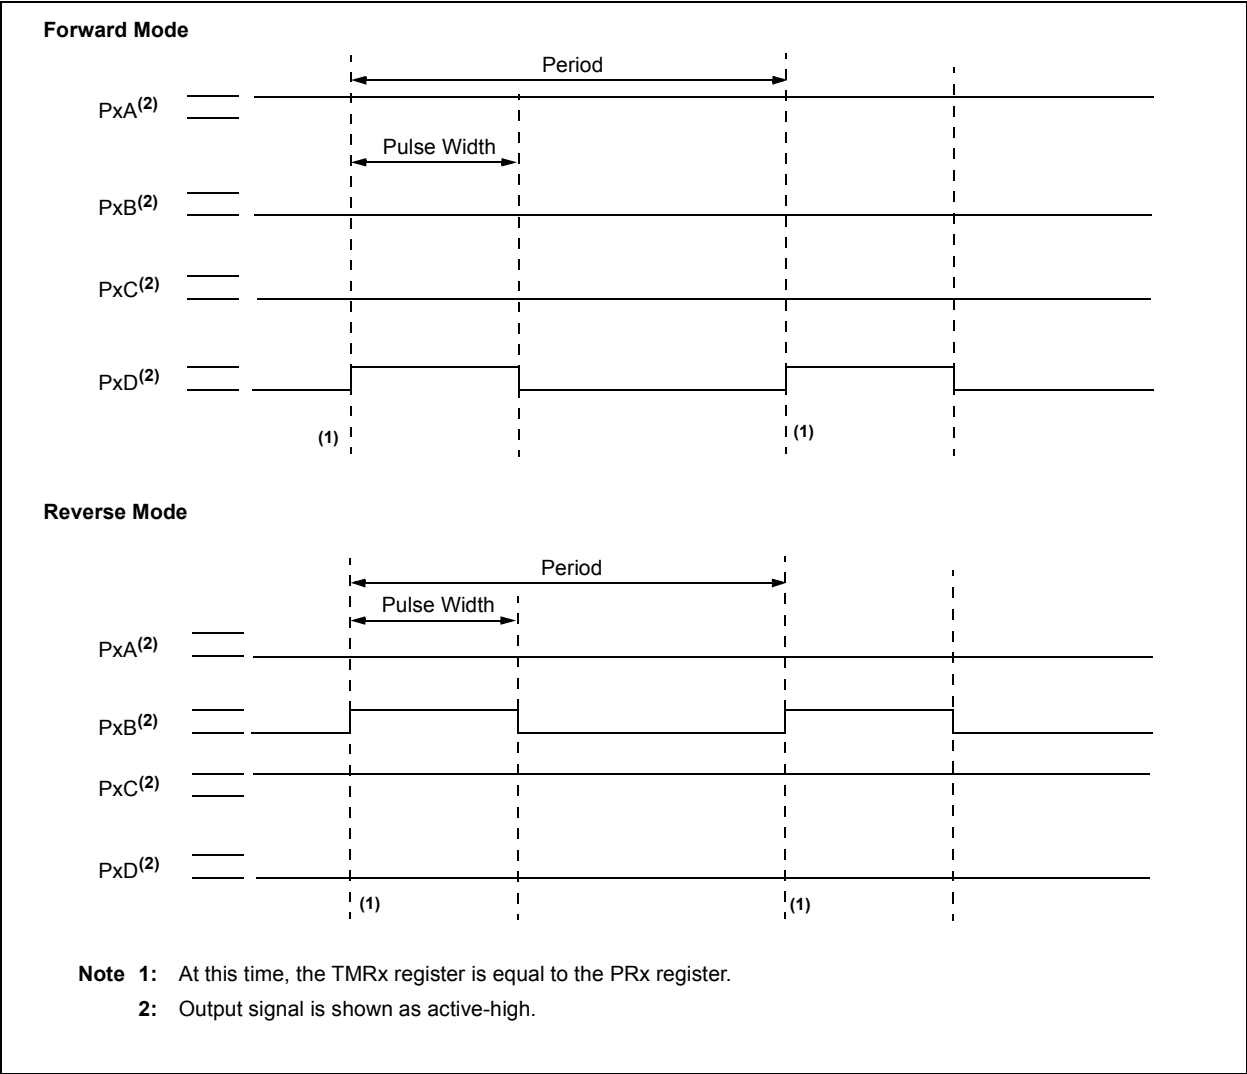 Forward Mode
Period
PxA(2)
Pulse Width
PxB(2)
PxC(2)
PxD(2)
(1) (1)
Reverse Mode
Period
Pulse Width
PxA(2)
PxB(2)
PxC(2)
PxD(2)
(1) (1)
Note 1: At this time, the TMRx register is equal to the PRx register.
2: Output signal is shown as active-high.